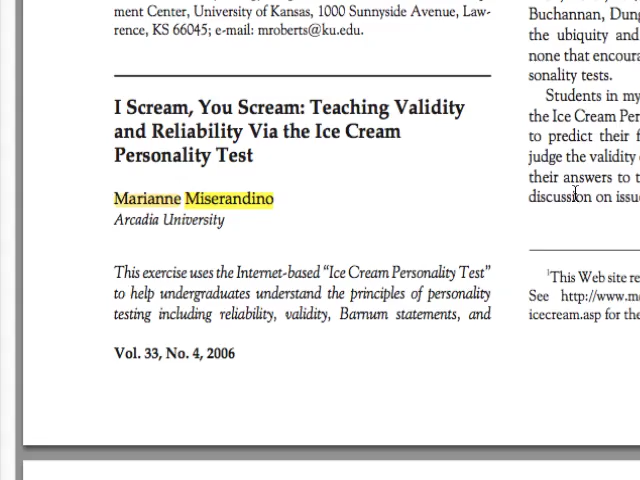 ment Center, University of Kansas, 1000 Sunnyside Avenue, Law-
rence, KS 66045; e-mail: mroberts@ku.edu.
I Scream, You Scream: Teaching Validity
and Reliability Via the Ice Cream
Personality Test
Marianne Miserandino
Arcadia University
This exercise uses the Internet-based “Ice Cream Personality Test”
to help undergraduates understand the principles of personality
testing including reliability, validity, Barnum statements, and
Vol. 33, No. 4, 2006
Buchannan, Dung
the ubiquity and
none that encoura
sonality tests.
Students in my
the Ice Cream Per
to predict their f
judge the validity
their answers to t
discussion on issu
1This Web site re
See http://www.m
icecream.asp for the